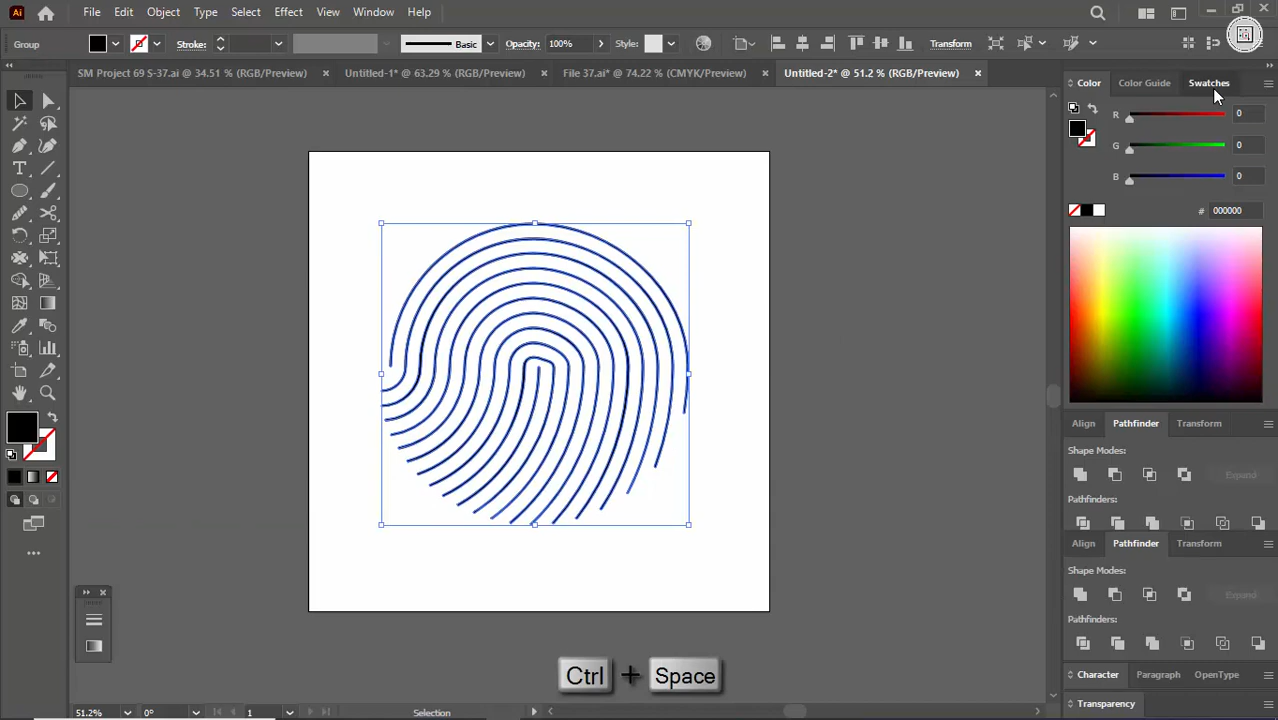 Ai File Edit Object Type Select Effect View Window Help
Group Stroke: Basic Opacity: 100% Style: Transform
SM Project 69 S-37.ai @ 34.51 % (RGB/Preview) × Untitled-1* @ 63.29 % (RGB/Preview) × File 37.ai* @ 74.22 % (CMYK/Preview) × Untitled-2* @ 51.2 % (RGB/Preview) ×
Color Color Guide Swatches
R 0
G 0
B 0
# 000000
Align Pathfinder Transform
Shape Modes:
Expand
Pathfinders:
Align Pathfinder Transform
Shape Modes:
Expand
Pathfinders:
Character Paragraph OpenType
Transparency
Ctrl + Space
51.2% 0° 1 Selection